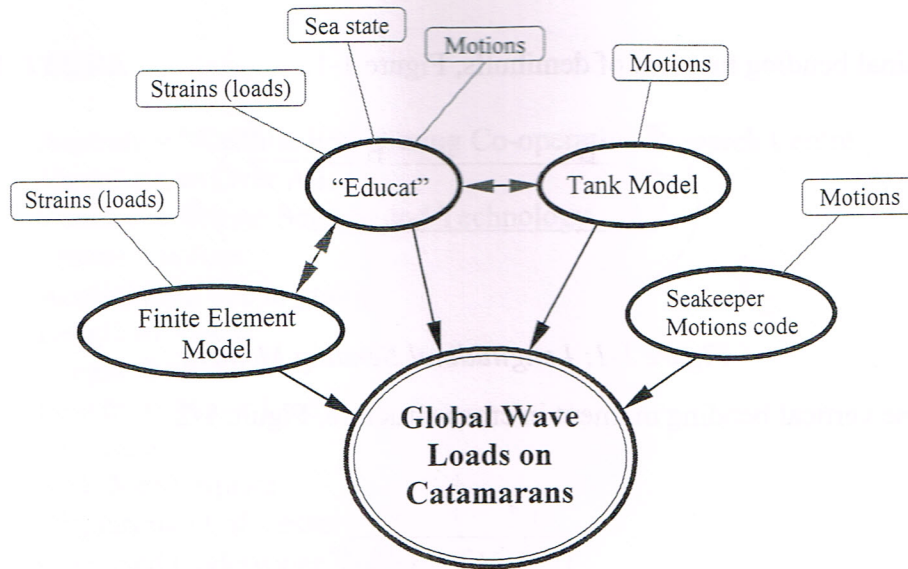 Sea state
Motions
Motions
Strains (loads)
"Educat"
Tank Model
Strains (loads)
Motions
Finite Element
Model
Seakeeper
Motions code
Global Wave
Loads on
Catamarans